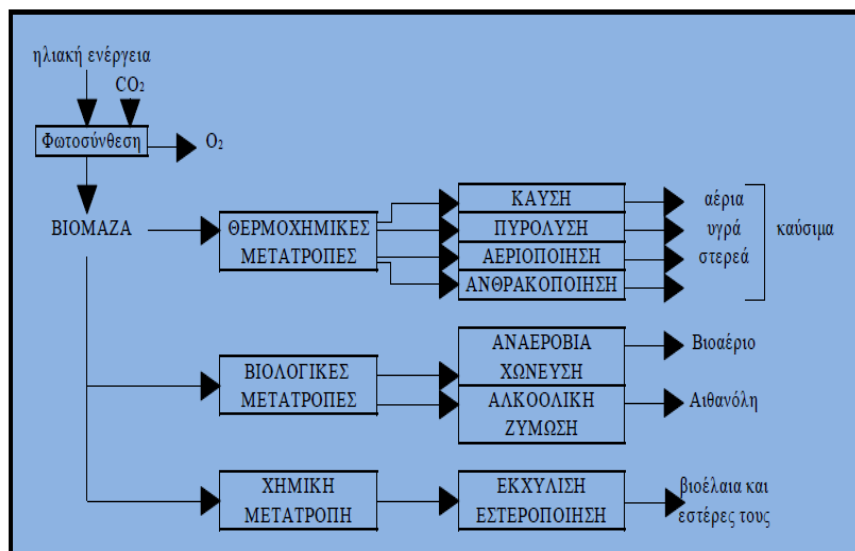 ηλιακή ενέργεια
CO₂
Φωτοσύνθεση
O₂
ΒΙΟΜΑΖΑ
ΘΕΡΜΟΧΗΜΙΚΕΣ
ΜΕΤΑΤΡΟΠΕΣ
ΚΑΥΣΗ
ΠΥΡΟΛΥΣΗ
ΑΕΡΙΟΠΟΙΗΣΗ
ΑΝΘΡΑΚΟΠΟΙΗΣΗ
αέρια
υγρά
στερεά
καύσιμα
ΒΙΟΛΟΓΙΚΕΣ
ΜΕΤΑΤΡΟΠΕΣ
ΑΝΑΕΡΟΒΙΑ
ΧΩΝΕΥΣΗ
Βιοαέριο
ΑΛΚΟΟΛΙΚΗ
ΖΥΜΩΣΗ
Αιθανόλη
ΧΗΜΙΚΗ
ΜΕΤΑΤΡΟΠΗ
ΕΚΧΥΛΙΣΗ
ΕΣΤΕΡΟΠΟΙΗΣΗ
βιοέλαια και
εστέρες τους